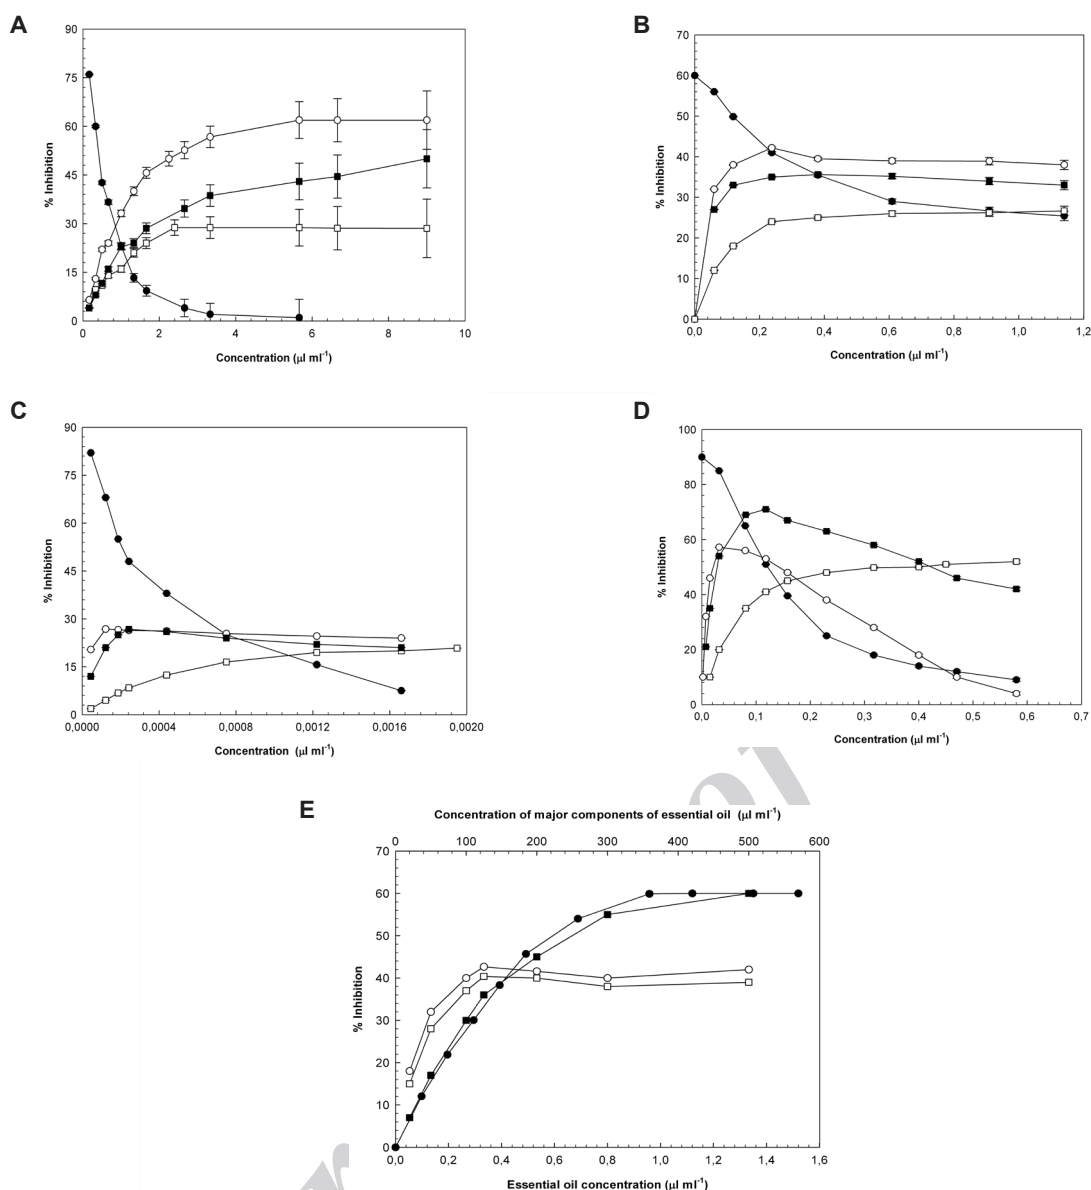 A
90
75
60
45
30
15
0
% Inhibition
0 2 4 6 8 10
Concentration (µl ml-1)
B
70
60
50
40
30
20
10
0
% Inhibition
0,0 0,2 0,4 0,6 0,8 1,0 1,2
Concentration (µl ml-1)
C
90
75
60
45
30
15
0
% Inhibition
0,0000 0,0004 0,0008 0,0012 0,0016 0,0020
Concentration (µl ml-1)
D
100
80
60
40
20
0
% Inhibition
0,0 0,1 0,2 0,3 0,4 0,5 0,6 0,7
Concentration (µl ml-1)
E
Concentration of major components of essential oil (µl ml-1)
0 100 200 300 400 500 600
70
60
50
40
30
20
10
0
% Inhibition
0,0 0,2 0,4 0,6 0,8 1,0 1,2 1,4 1,6
Essential oil concentration (µl ml-1)